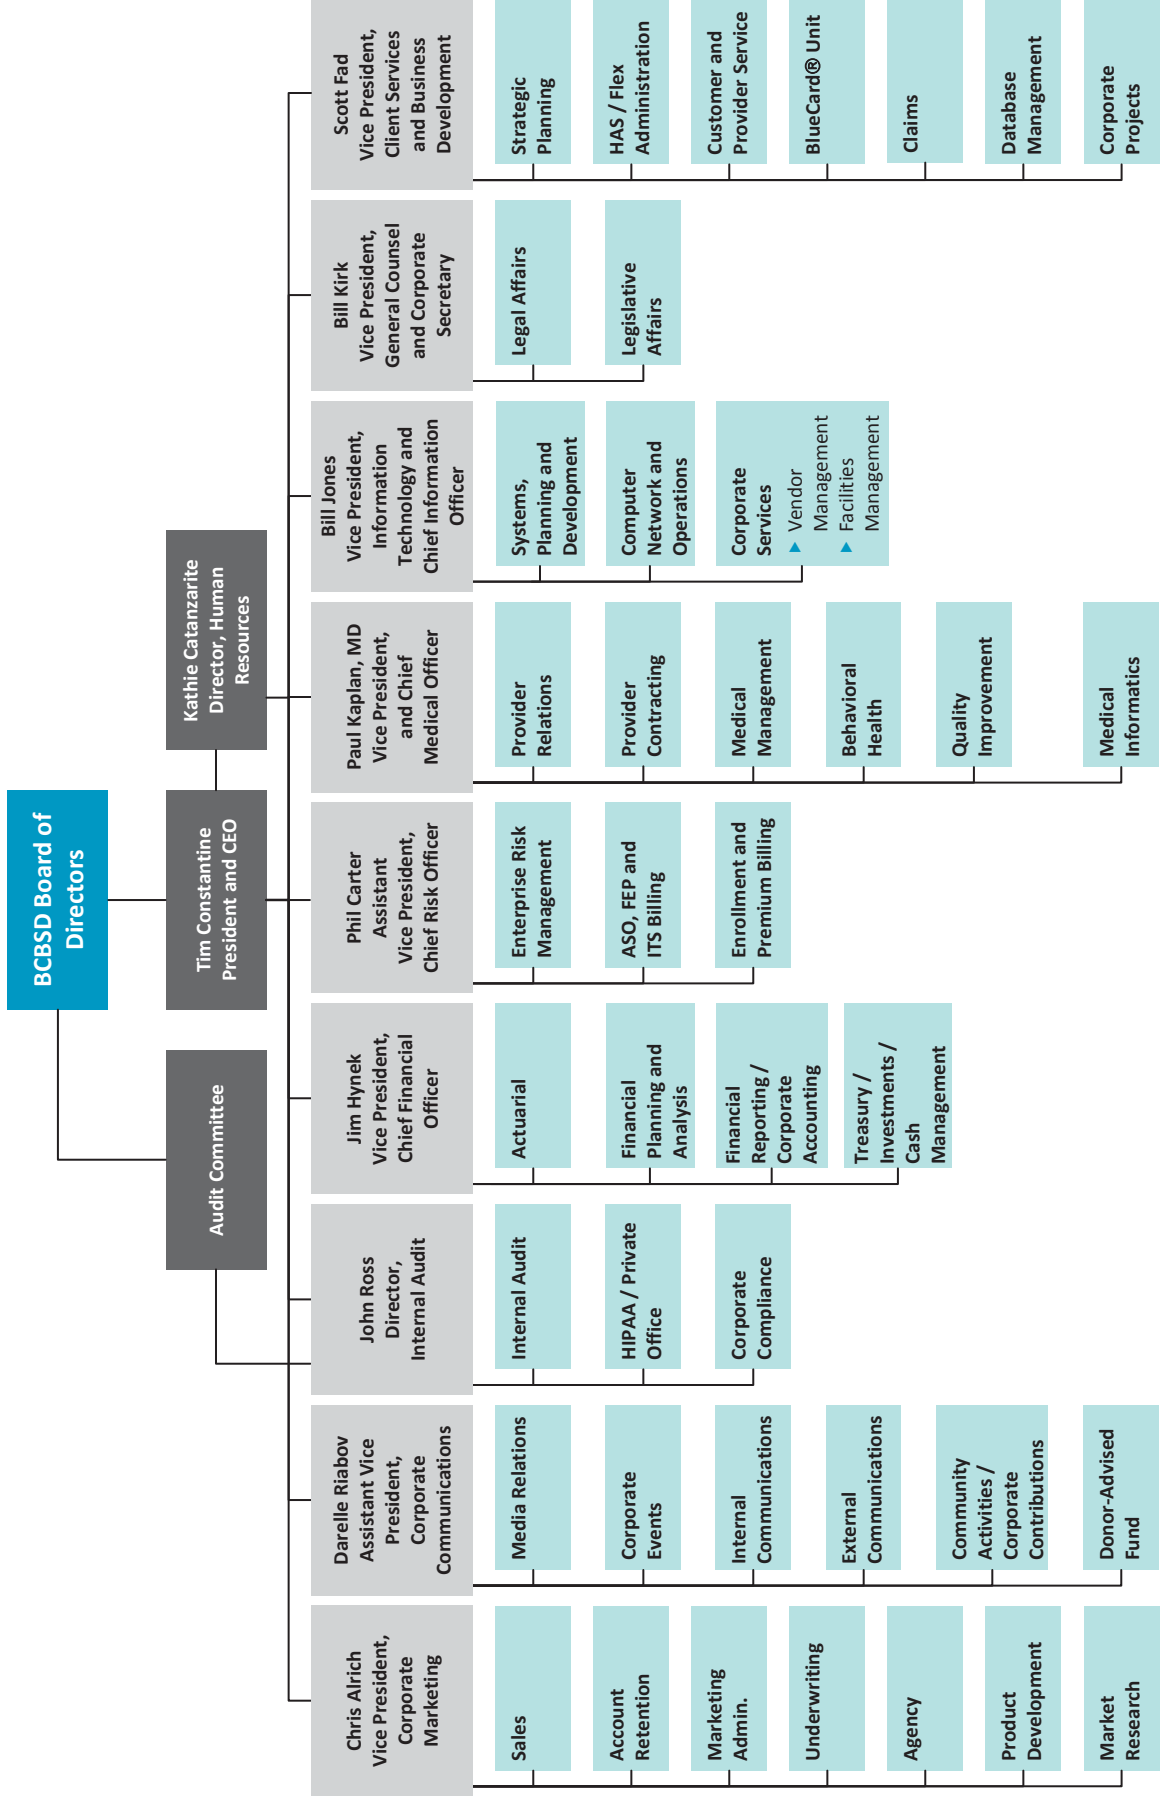 BCBSD Board of
Directors
Audit Committee
Tim Constantine
President and CEO
Kathie Catanzarite
Director, Human
Resources
Chris Alrich
Vice President,
Corporate
Marketing
Sales
Account
Retention
Marketing
Admin.
Underwriting
Agency
Product
Development
Market
Research
Darelle Riabov
Assistant Vice
President,
Corporate
Communications
Media Relations
Corporate
Events
Internal
Communications
External
Communications
Community
Activities /
Corporate
Contributions
Donor-Advised
Fund
John Ross
Director,
Internal Audit
Internal Audit
HIPAA / Private
Office
Corporate
Compliance
Jim Hynek
Vice President,
Chief Financial
Officer
Actuarial
Financial
Planning and
Analysis
Financial
Reporting /
Corporate
Accounting
Treasury /
Investments /
Cash
Management
Phil Carter
Assistant
Vice President,
Chief Risk Officer
Enterprise Risk
Management
ASO, FEP and
ITS Billing
Enrollment and
Premium Billing
Paul Kaplan, MD
Vice President,
and Chief
Medical Officer
Provider
Relations
Provider
Contracting
Medical
Management
Behavioral
Health
Qfality
Improvement
Medical
Informatics
Bill Jones
Vice President,
Information
Technology and
Chief Information
Officer
Systems,
Planning and
Development
Computer
Network and
Operations
Corporate
Services
Vendor
Management
Facilities
Management
Bill Kirk
Vice President,
General Counsel
and Corporate
Secretary
Legal Affairs
Legislative
Affairs
Scott Fad
Vice President,
Client Services
and Business
Development
Strategic
Planning
HAS / Flex
Administration
Customer and
Provider Service
BlueCard® Unit
Claims
Database
Management
Corporate
Projects